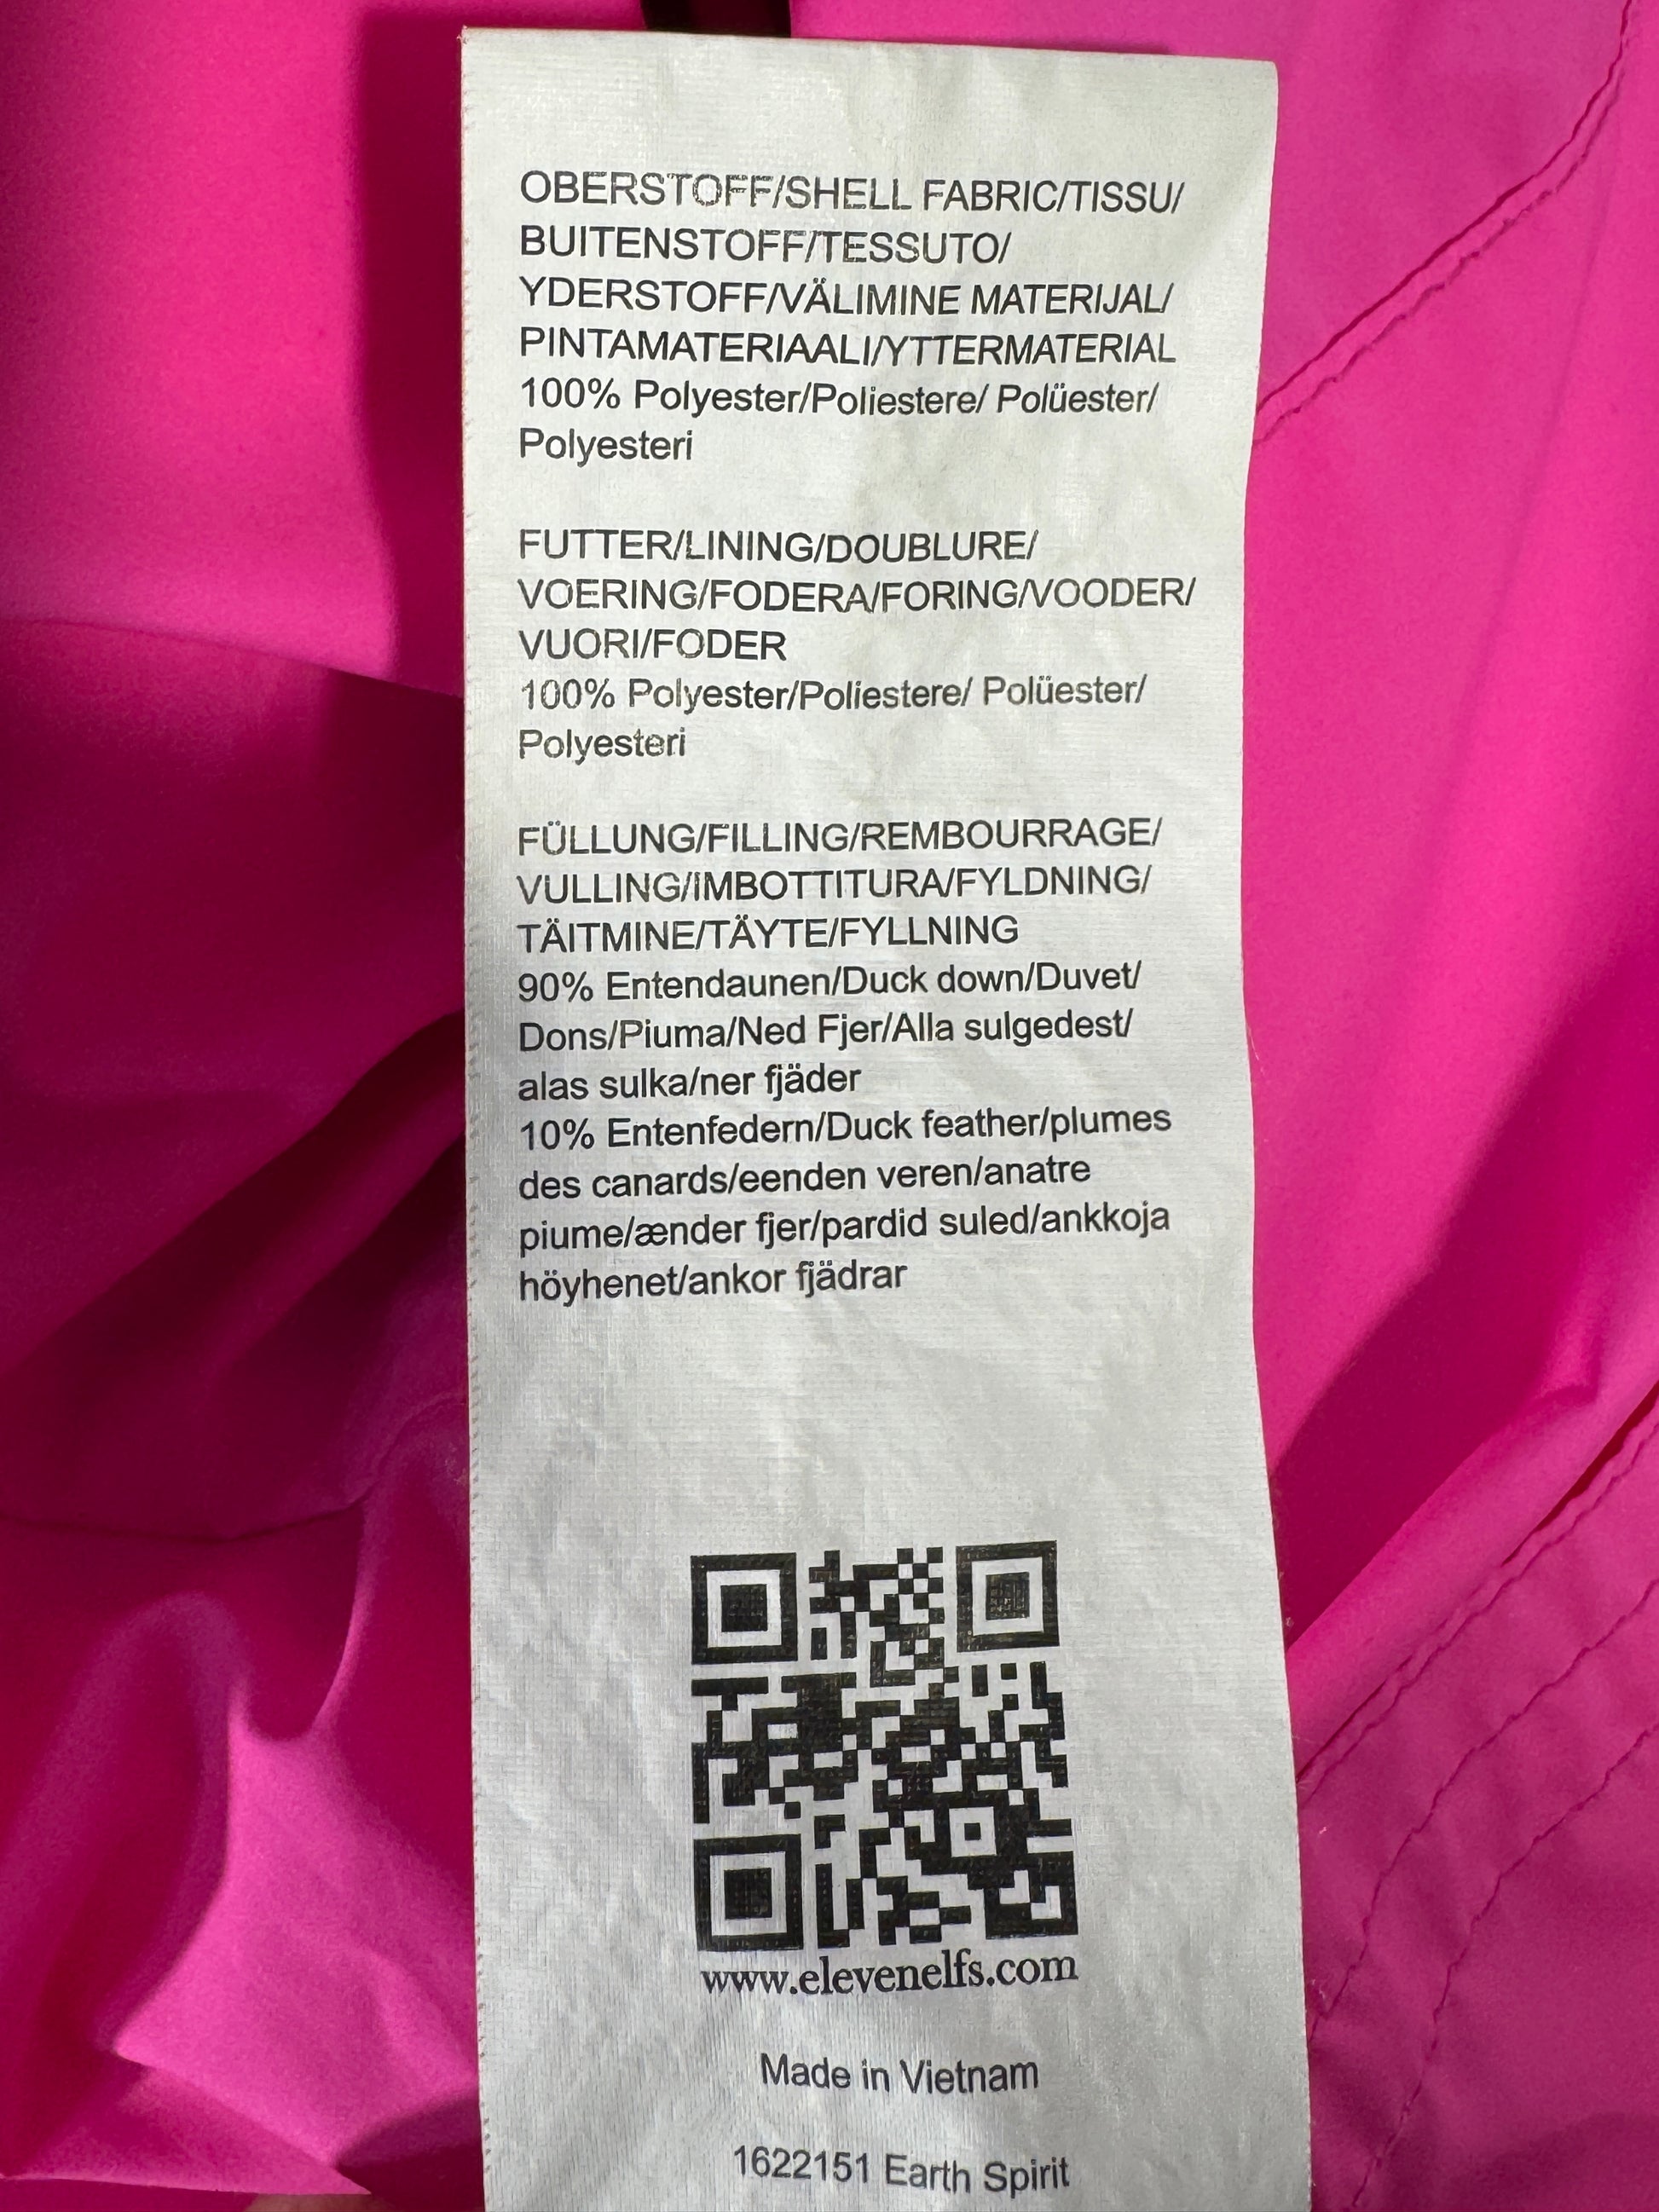 OBERSTOFF/SHELL FABRIC/TISSU/
BUITENSTOFF/TESSUTO/
YDERSTOFF/VÄLIMINE MATERIJAL/
PINTAMATERIAALI/YTTERMATERIAL
100% Polyester/Poliestere/ Polüester/
Polyesteri
FUTTER/LINING/DOUBLURE/
VOERING/FODERA/FORING/VOODER/
VUORI/FODER
100% Polyester/Poliestere/ Polüester/
Polyesteri
FÜLLUNG/FILLING/REMBOURRAGE/
VULLING/IMBOTTITURA/FYLDNING/
TÄITMINE/TÄYTE/FYLLNING
90% Entendaunen/Duck down/Duvet/
Dons/Piuma/Ned Fjer/Alla sulgedest/
alas sulka/ner fjäder
10% Entenfedern/Duck feather/plumes
des canards/eenden veren/anatre
piume/ænder fjer/pardid suled/ankkoja
höyhenet/ankor fjädrar
www.elevenelfs.com
Made in Vietnam
1622151 Earth Spirit